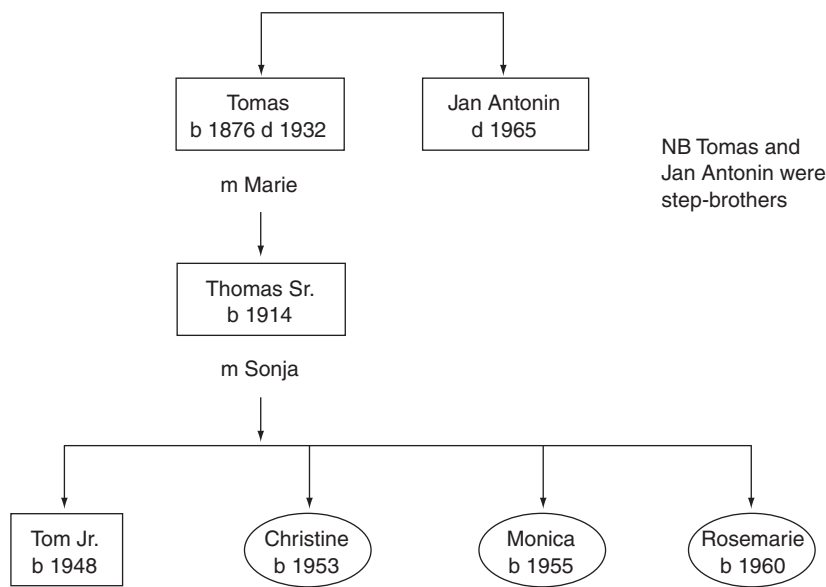 Tomas
b 1876 d 1932
Jan Antonin
d 1965
NB Tomas and
Jan Antonin were
step-brothers
m Marie
Thomas Sr.
b 1914
m Sonja
Tom Jr.
b 1948
Christine
b 1953
Monica
b 1955
Rosemarie
b 1960